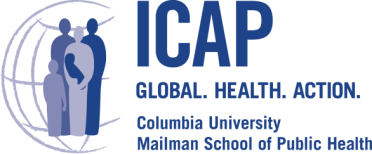 ICAP
GLOBAL. HEALTH. ACTION.
Columbia University
Mailman School of Public Health